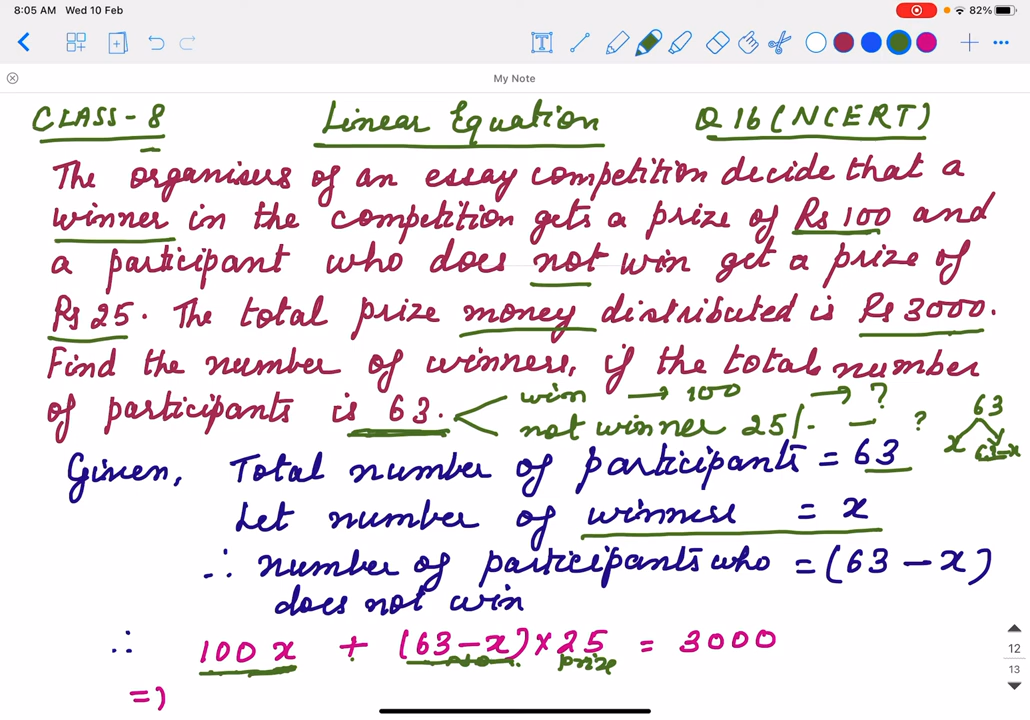 8:05 AM Wed 10 Feb
82%
My Note
CLASS-8 Linear Equation Q16 (NCERT)
The organisers of an essay competition decide that a
winner in the competition gets a prize of Rs 100 and
a participant who does not win get a prize of
Rs 25. The total prize money distributed is Rs 3000.
Find the number of winners, if the total number
of participants is 63.
win → 100 → ?
not winner 25/- – ?
63
x 63-x
Given, Total number of participants = 63
Let number of winners = x
∴ number of participants who = (63 - x)
does not win
∴ 100 x + (63-x) × 25 = 3000
no. prize
=>
12
13